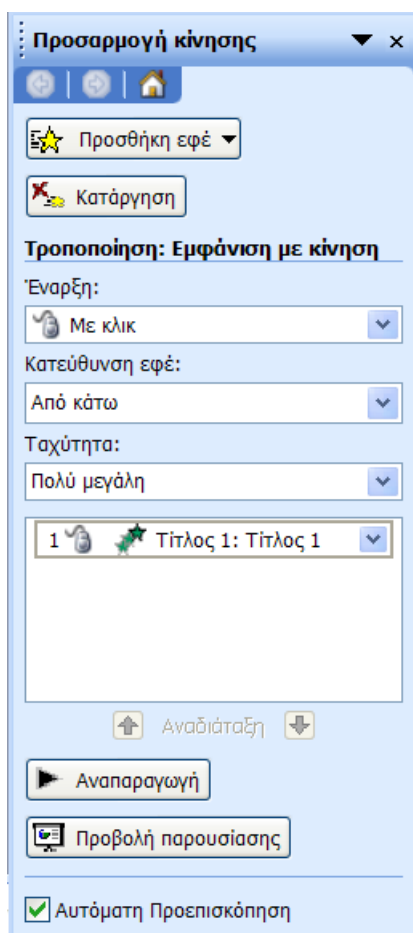 Προσαρμογή κίνησης
Προσθήκη εφέ
Κατάργηση
Τροποποίηση: Εμφάνιση με κίνηση
Έναρξη:
Με κλικ
Κατεύθυνση εφέ:
Από κάτω
Ταχύτητα:
Πολύ μεγάλη
1 Τίτλος 1: Τίτλος 1
Αναδιάταξη
Αναπαραγωγή
Προβολή παρουσίασης
Αυτόματη Προεπισκόπηση